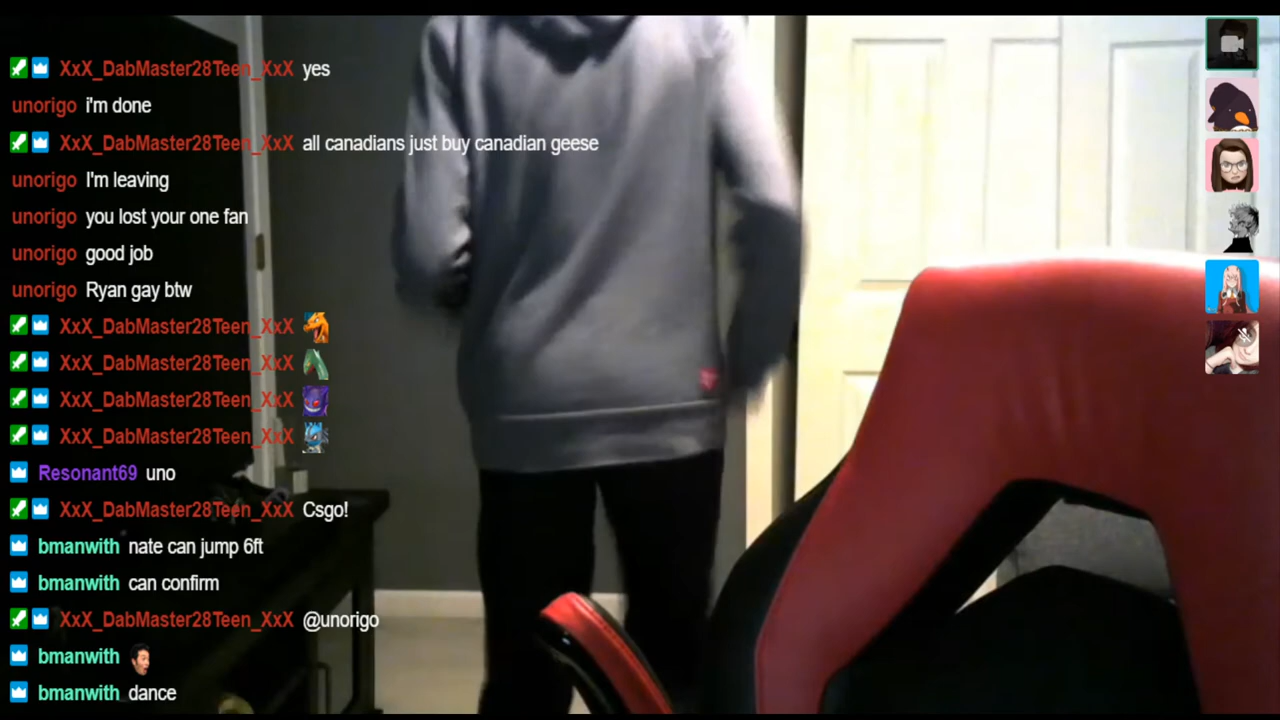 XxX_DabMaster28Teen_XxX yes
unorigo i'm done
XxX_DabMaster28Teen_XxX all canadians just buy canadian geese
unorigo I'm leaving
unorigo you lost your one fan
unorigo good job
unorigo Ryan gay btw
XxX_DabMaster28Teen_XxX
XxX_DabMaster28Teen_XxX
XxX_DabMaster28Teen_XxX
XxX_DabMaster28Teen_XxX
Resonant69 uno
XxX_DabMaster28Teen_XxX Csgo!
bmanwith nate can jump 6ft
bmanwith can confirm
XxX_DabMaster28Teen_XxX @unorigo
bmanwith
bmanwith dance